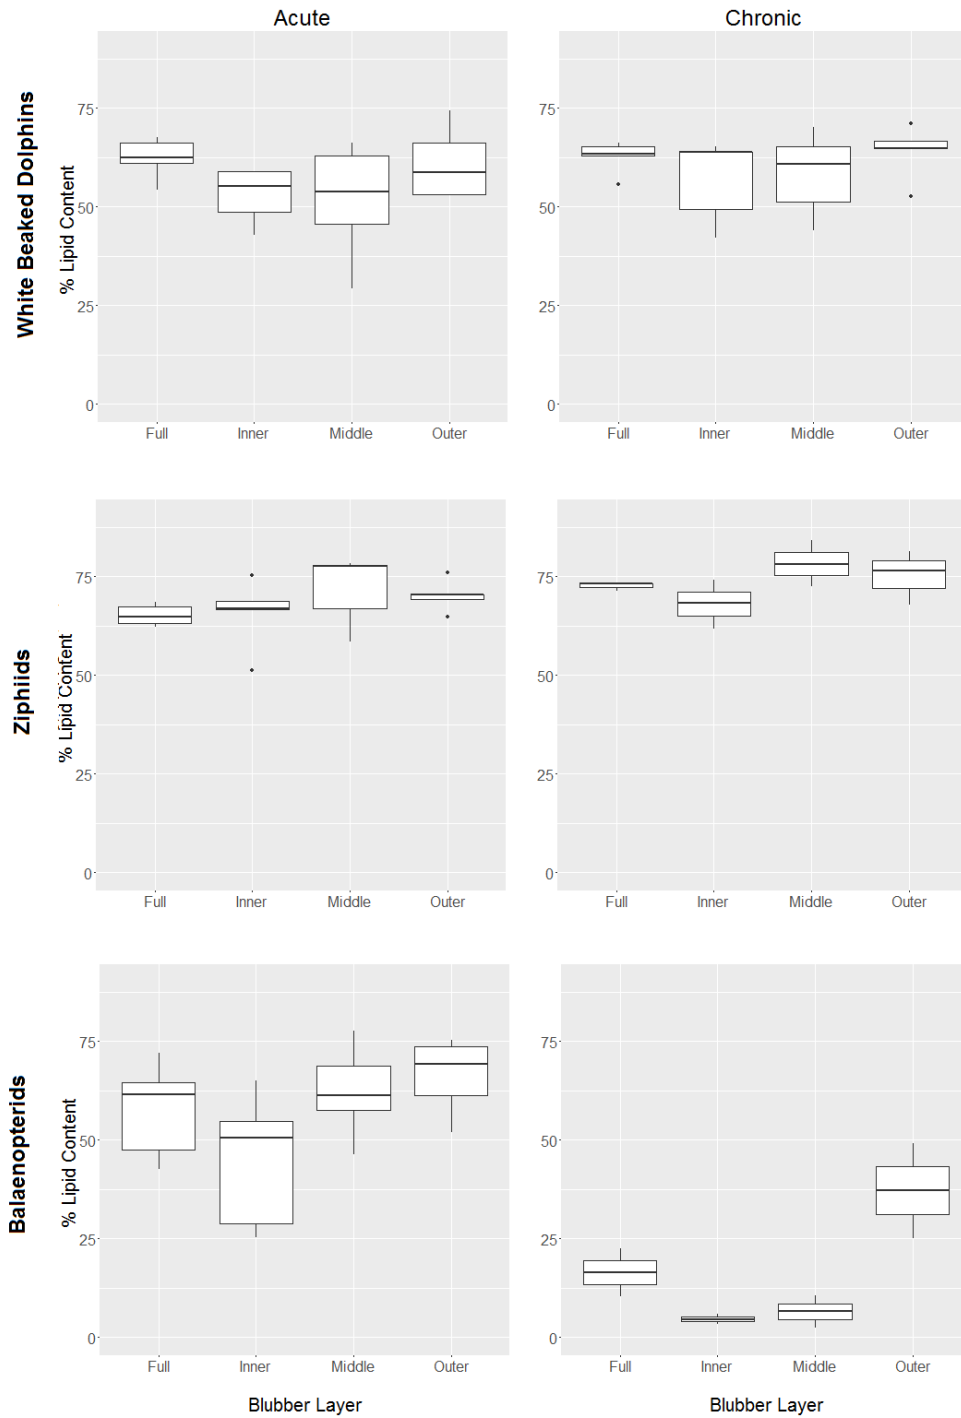 Acute
Chronic
White Beaked Dolphins
% Lipid Content
75
50
25
0
Full Inner Middle Outer
75
50
25
0
Full Inner Middle Outer
Ziphiids
% Lipid Content
75
50
25
0
Full Inner Middle Outer
75
50
25
0
Full Inner Middle Outer
Balaenopterids
% Lipid Content
75
50
25
0
Full Inner Middle Outer
Blubber Layer
75
50
25
0
Full Inner Middle Outer
Blubber Layer